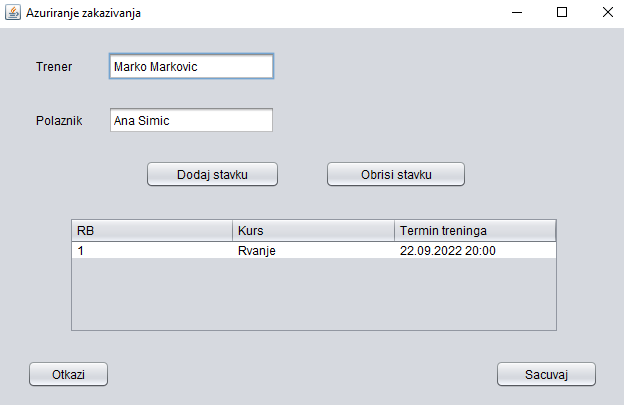 Azuriranje zakazivanja
Trener Marko Markovic
Polaznik Ana Simic
Dodaj stavku Obrisi stavku
RB Kurs Termin treninga
1 Rvanje 22.09.2022 20:00
Otkazi Sacuvaj